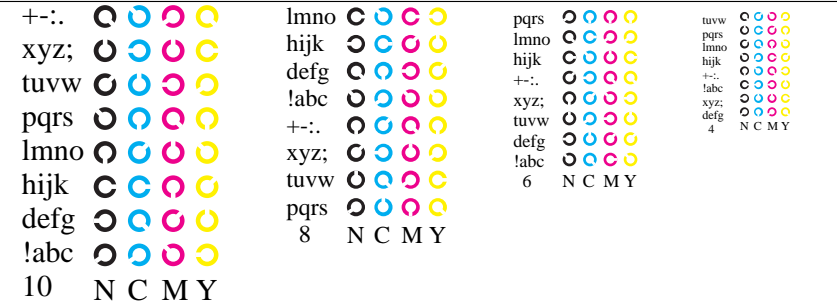 +-:.
xyz;
tuvw
pqrs
lmno
hijk
defg
!abc
10 N C M Y
lmno
hijk
defg
!abc
+-:.
xyz;
tuvw
pqrs
8 N C M Y
pqrs
lmno
hijk
+-:.
xyz;
tuvw
defg
!abc
6 N C M Y
tuvw
pqrs
lmno
hijk
+-:.
!abc
xyz;
defg
4 N C M Y